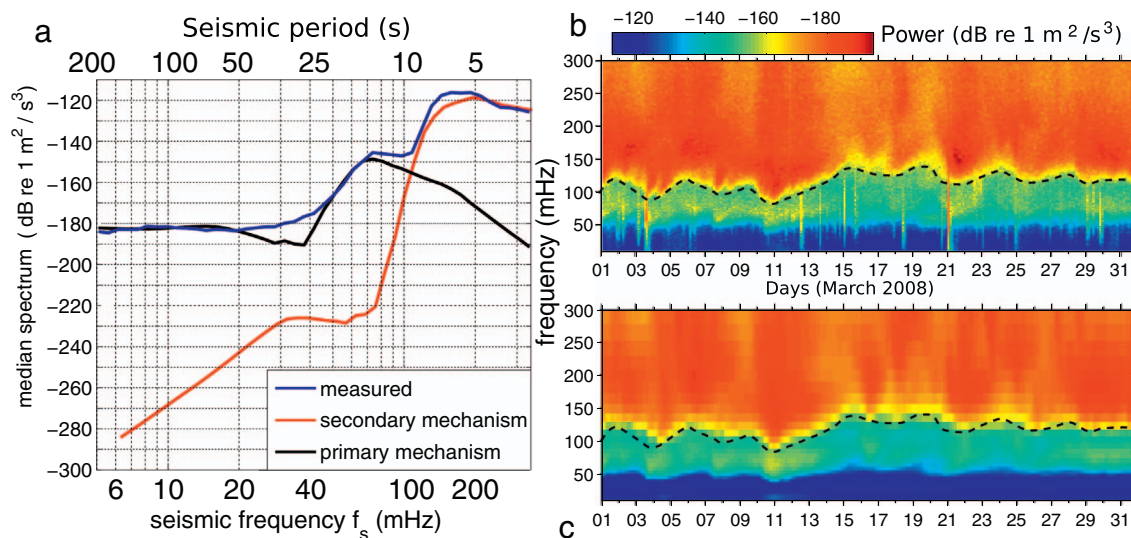 a
Seismic period (s)
200 100 50 25 10 5
median spectrum ( dB re 1 m² / s³ )
−120
−140
−160
−180
−200
−220
−240
−260
−280
−300
measured
secondary mechanism
primary mechanism
6 10 20 40 100 200
seismic frequency f_s (mHz)
b
−120 −140 −160 −180
Power (dB re 1 m²/s³)
frequency (mHz)
300
250
200
150
100
50
01 03 05 07 09 11 13 15 17 19 21 23 25 27 29 31
Days (March 2008)
300
250
200
150
100
50
01 03 05 07 09 11 13 15 17 19 21 23 25 27 29 31
c